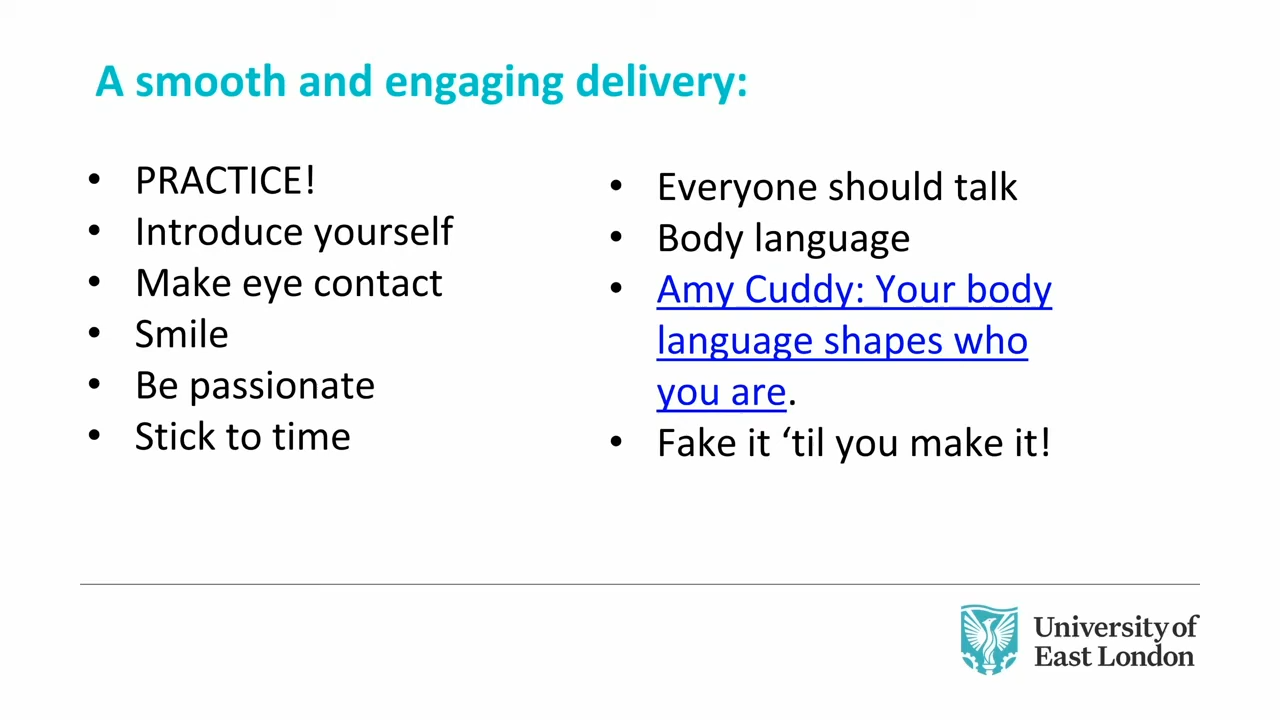 A smooth and engaging delivery:
• PRACTICE!
• Introduce yourself
• Make eye contact
• Smile
• Be passionate
• Stick to time
• Everyone should talk
• Body language
• Amy Cuddy: Your body
language shapes who
you are.
• Fake it ‘til you make it!
University of
East London